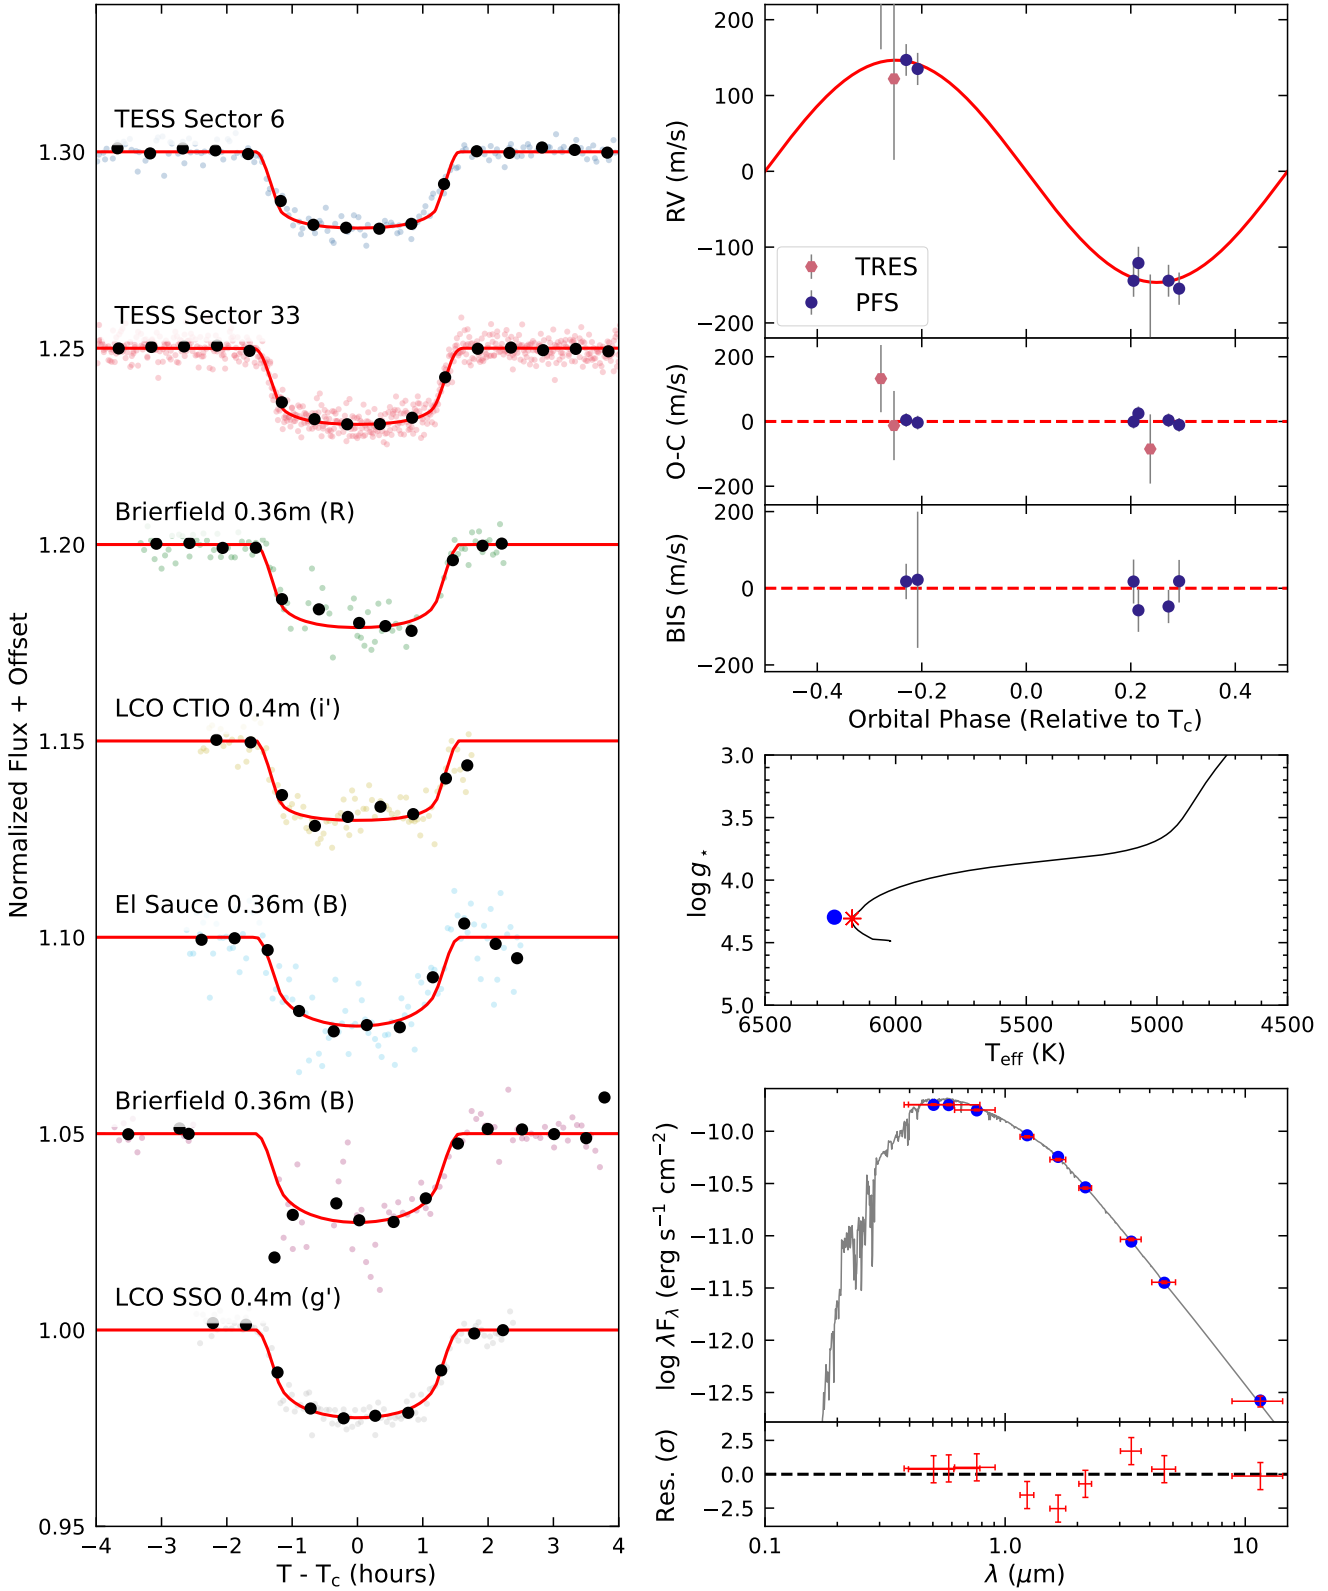 TESS Sector 6
1.30
TESS Sector 33
1.25
Brierfield 0.36m (R)
1.20
LCO CTIO 0.4m (i')
1.15
El Sauce 0.36m (B)
1.10
Brierfield 0.36m (B)
1.05
LCO SSO 0.4m (g')
1.00
0.95
Normalized Flux + Offset
−4 −3 −2 −1 0 1 2 3 4
T - Tc (hours)
200
100
0
−100
−200
RV (m/s)
TRES
PFS
200
0
−200
O-C (m/s)
200
0
−200
BIS (m/s)
−0.4 −0.2 0.0 0.2 0.4
Orbital Phase (Relative to Tc)
3.0
3.5
4.0
4.5
5.0
log g⋆
6500 6000 5500 5000 4500
Teff (K)
−10.0
−10.5
−11.0
−11.5
−12.0
−12.5
log λFλ (erg s−1 cm−2)
2.5
0.0
−2.5
Res. (σ)
0.1 1.0 10
λ (μm)